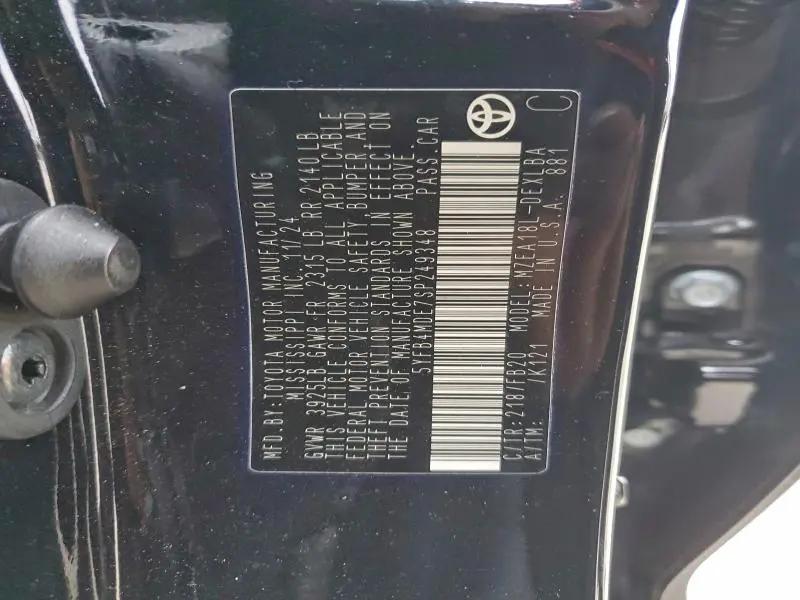 MFD.BY:TOYOTA MOTOR MANUFACTURING
MISSISSIPPI INC. 11/24
GVWR 3925LB GAWR FR 2315 LB RR 2140LB
THIS VEHICLE CONFORMS TO ALL APPLICABLE
FEDERAL MOTOR VEHICLE SAFETY, BUMPER AND
THEFT PREVENTION STANDARDS IN EFFECT ON
THE DATE OF MANUFACTURE SHOWN ABOVE.
5YFB4MDE7SP249348 PASS.CAR
C/TR:218/FB20 MODEL:MZEA18L-DEXLBA
A/TM: /K121 MADE IN U.S.A. 881
C